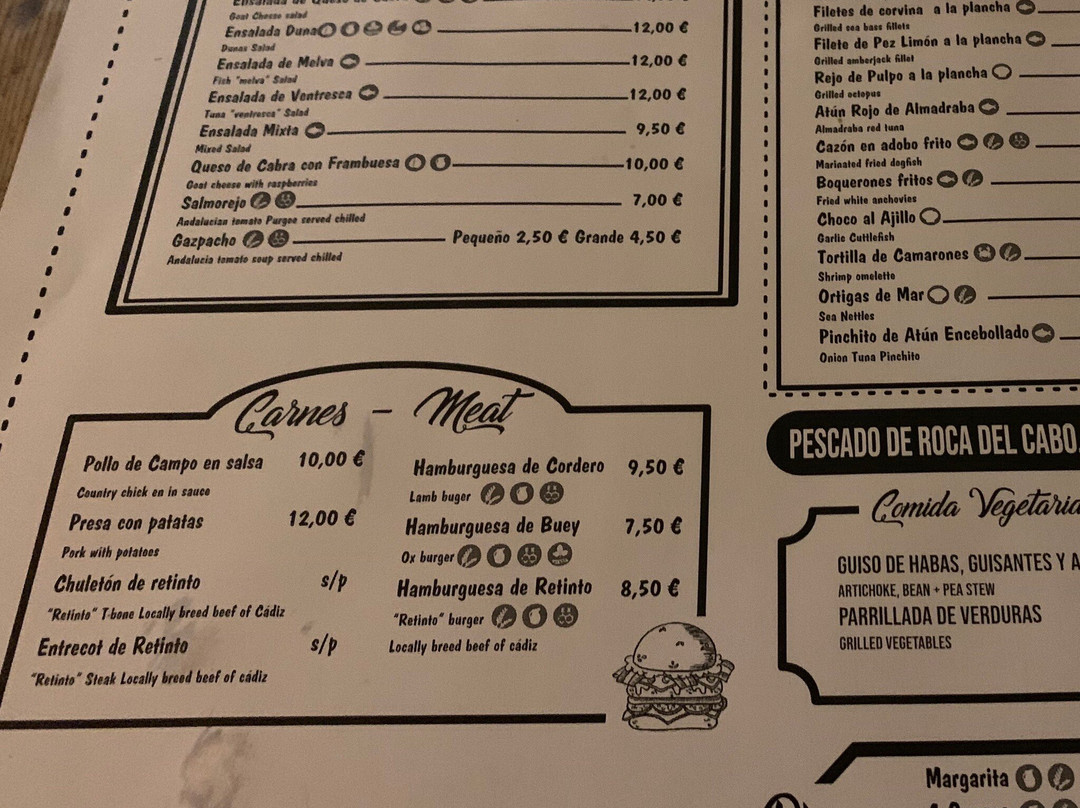 Ensalada de Queso de
Goat Cheese salad
Ensalada Duna 12,00 €
Dunas Salad
Ensalada de Melva 12,00 €
Fish "melva" Salad
Ensalada de Ventresca 12,00 €
Tuna "ventresca" Salad
Ensalada Mixta 9,50 €
Mixed Salad
Queso de Cabra con Frambuesa 10,00 €
Goat cheese with raspberries
Salmorejo 7,00 €
Andalucian tomato Purgee served chilled
Gazpacho Pequeño 2,50 € Grande 4,50 €
Andalucia tomato soup served chilled
Carnes - Meat
Pollo de Campo en salsa 10,00 €
Country chick en in sauce
Presa con patatas 12,00 €
Pork with potatoes
Chuletón de retinto s/p
"Retinto" T-bone Locally breed beef of Cádiz
Entrecot de Retinto s/p
"Retinto" Steak Locally breed beef of cádiz
Hamburguesa de Cordero 9,50 €
Lamb buger
Hamburguesa de Buey 7,50 €
Ox burger
Hamburguesa de Retinto 8,50 €
"Retinto" burger
Locally breed beef of cádiz
Filetes de corvina a la plancha
Grilled sea bass fillets
Filete de Pez Limón a la plancha
Grilled amberjack fillet
Rejo de Pulpo a la plancha
Grilled octopus
Atún Rojo de Almadraba
Almadraba red tuna
Cazón en adobo frito
Marinated fried dogfish
Boquerones fritos
Fried white anchovies
Choco al Ajillo
Garlic Cuttlefish
Tortilla de Camarones
Shrimp omelette
Ortigas de Mar
Sea Nettles
Pinchito de Atún Encebollado
Onion Tuna Pinchito
PESCADO DE ROCA DEL CABO
Comida Vegetaria
GUISO DE HABAS, GUISANTES Y A
ARTICHOKE, BEAN + PEA STEW
PARRILLADA DE VERDURAS
GRILLED VEGETABLES
Margarita